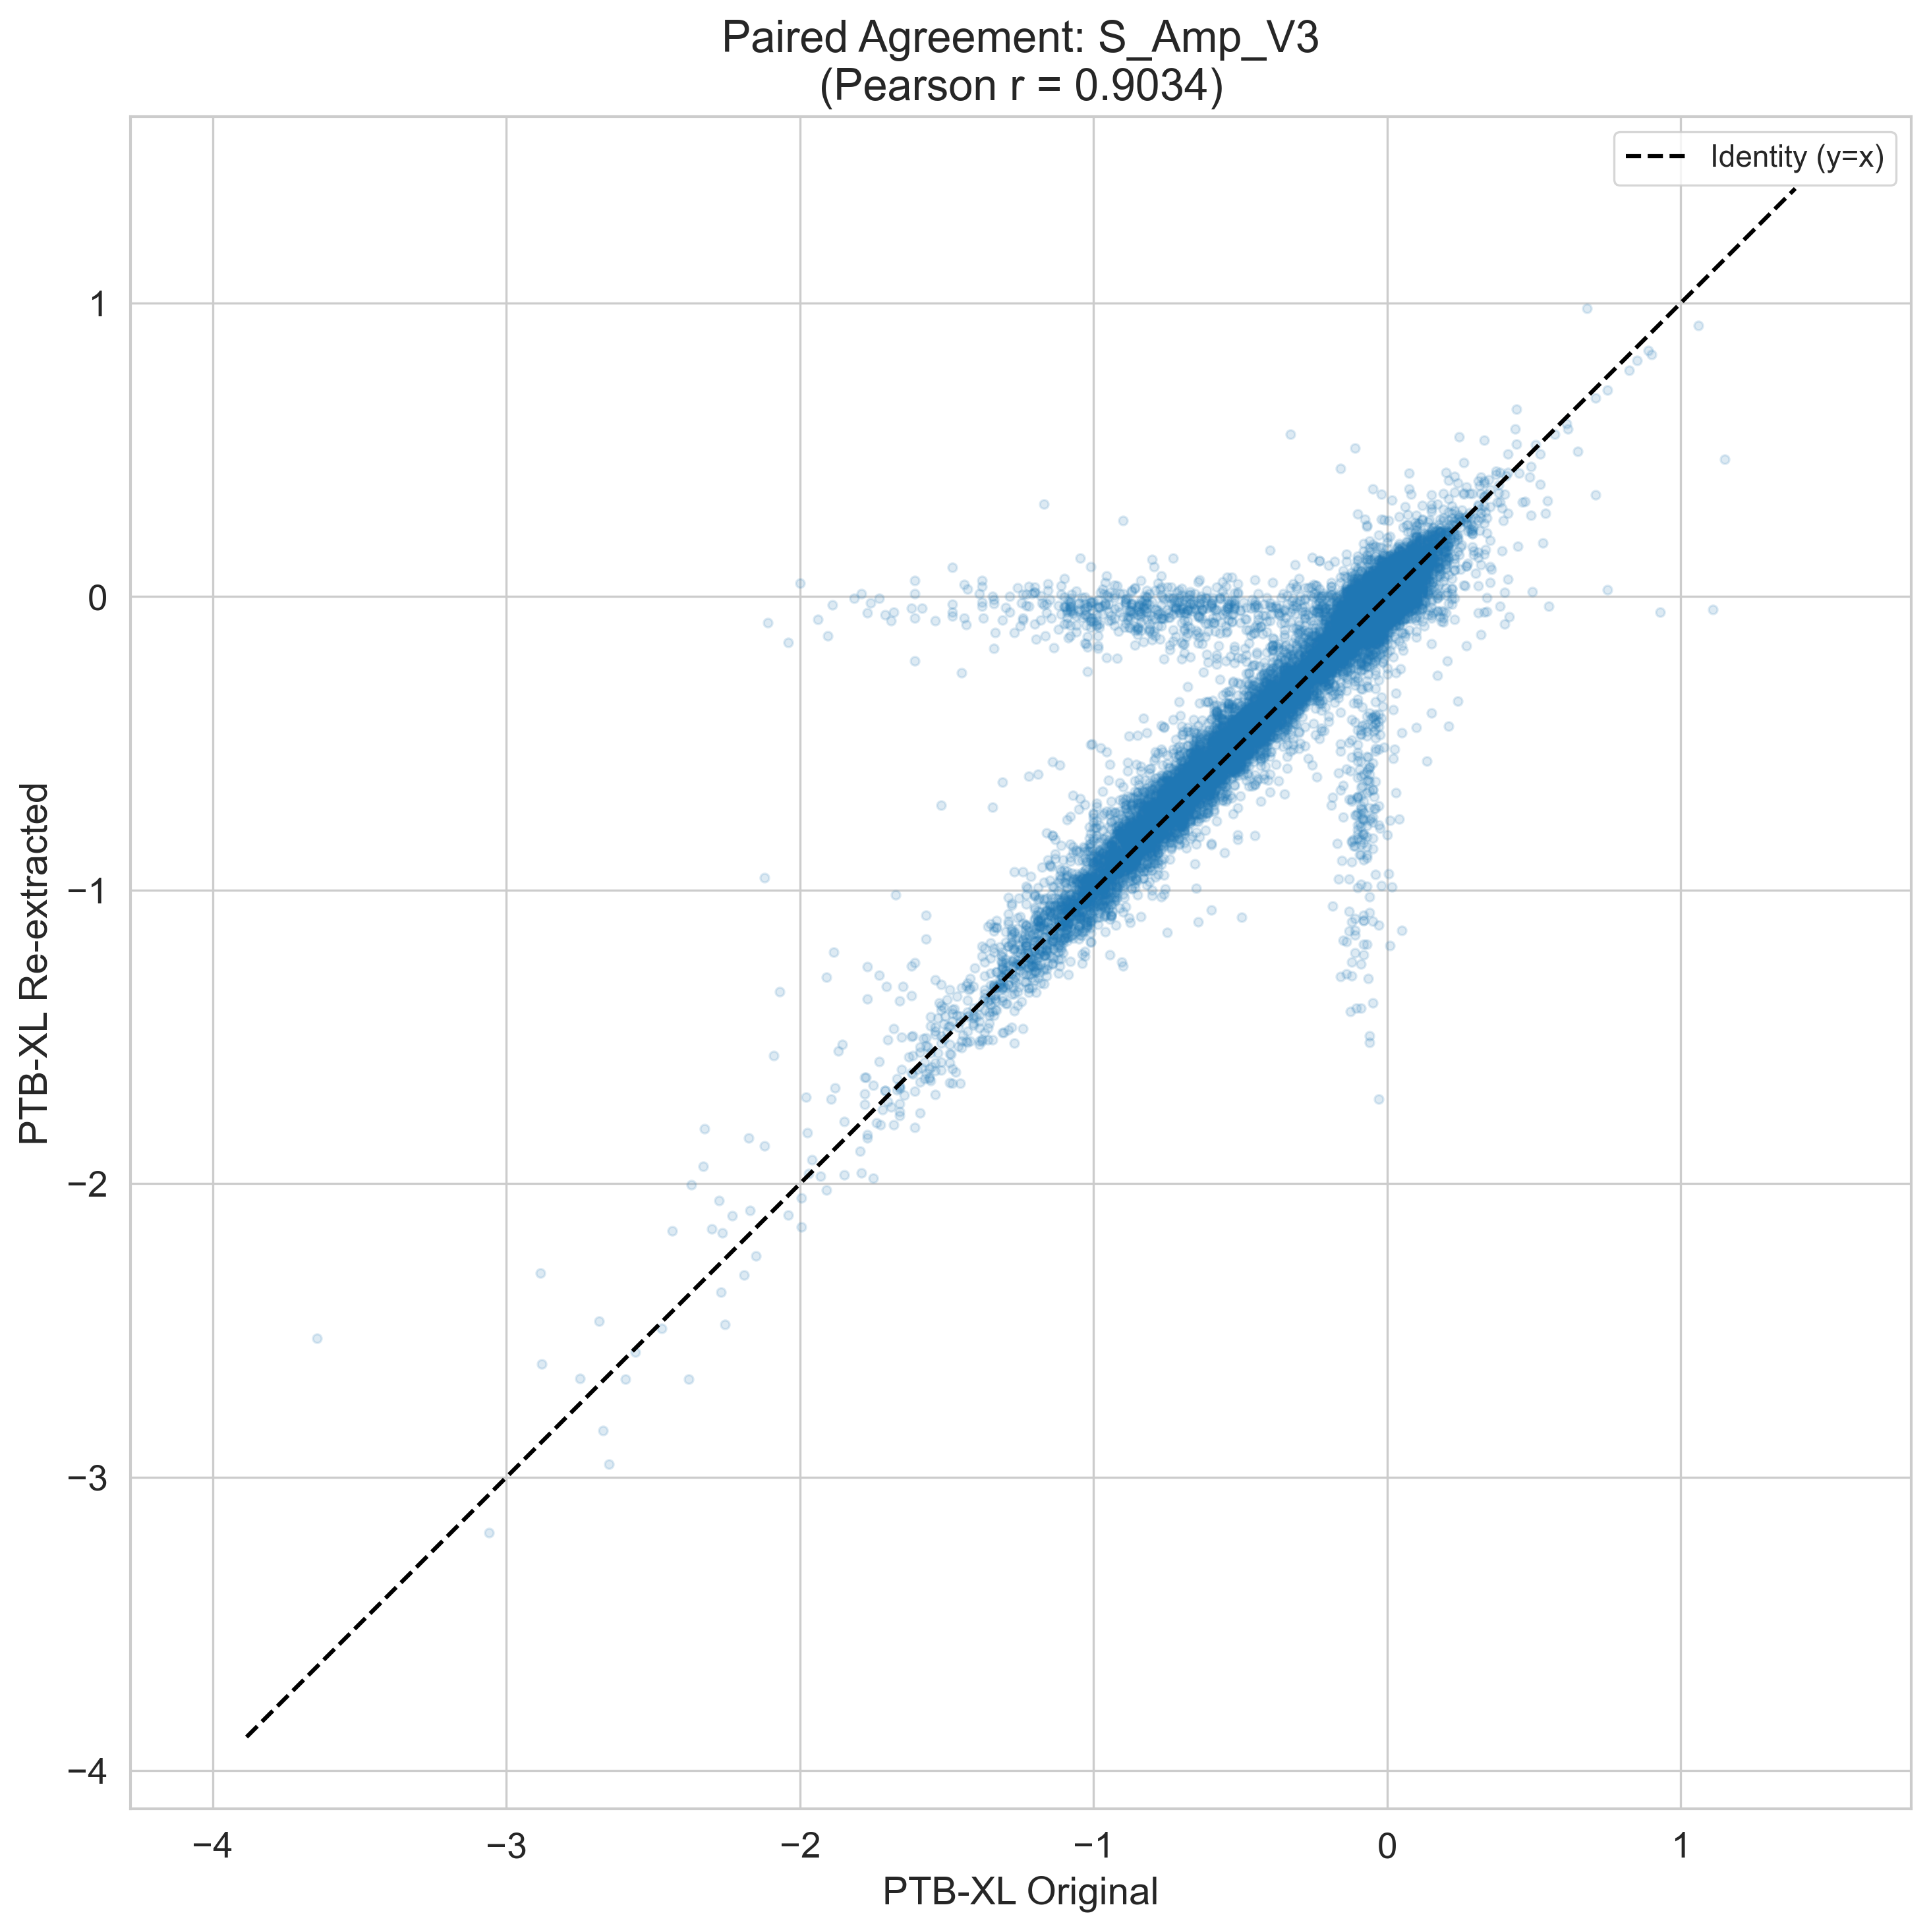 Paired Agreement: S_Amp_V3
(Pearson r = 0.9034)
Identity (y=x)
1
0
−1
−2
−3
−4
PTB-XL Re-extracted
−4
−3
−2
−1
0
1
PTB-XL Original